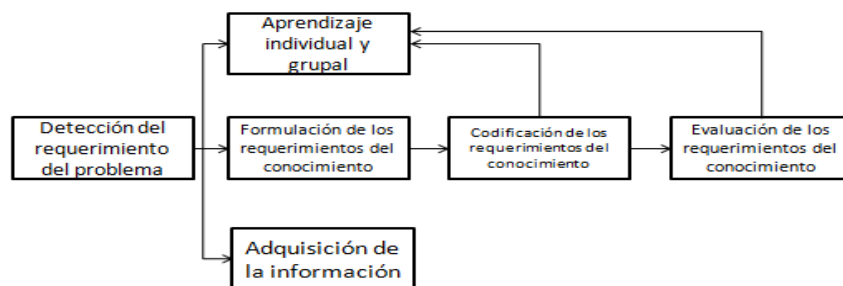 Aprendizaje
individual y
grupal
Detección del
requerimiento
del problema
Formulación de los
requerimientos del
conocimiento
Codificación de los
requerimientos del
conocimiento
Evaluación de los
requerimientos del
conocimiento
Adquisición de
la información